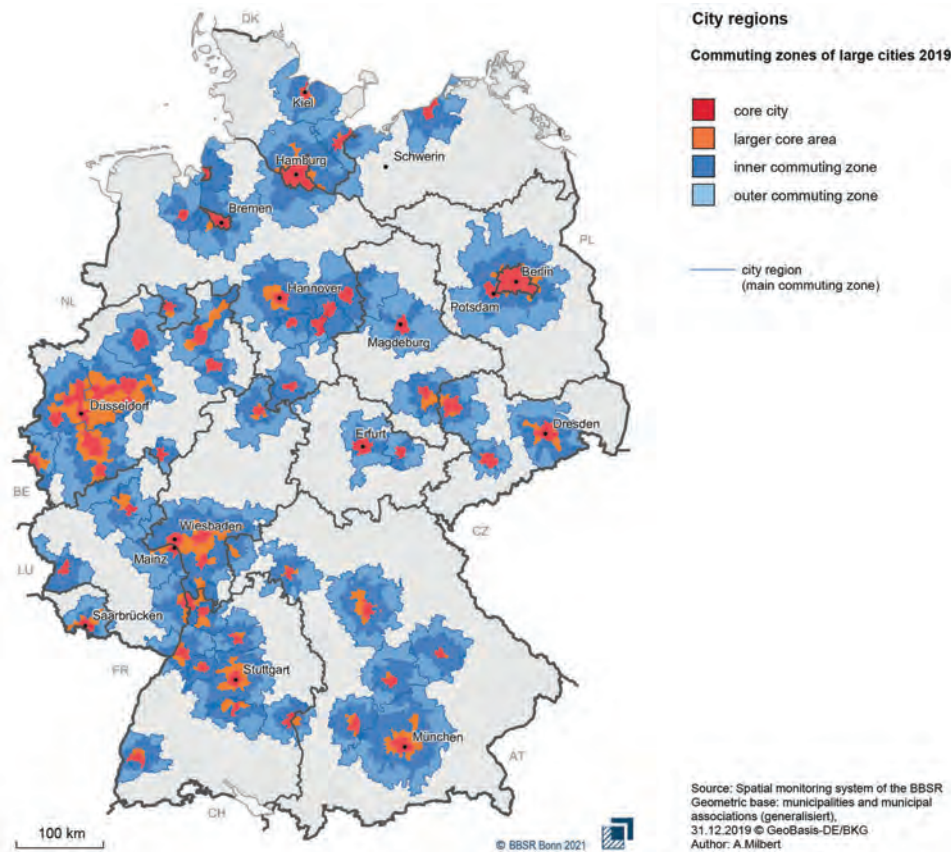 City regions
Commuting zones of large cities 2019
core city
larger core area
inner commuting zone
outer commuting zone
city region
(main commuting zone)
DK
Kiel
Schwerin
Hamburg
Bremen
PL
Berlin
Potsdam
Hannover
NL
Magdeburg
Düsseldorf
Dresden
Erfurt
BE
Wiesbaden
CZ
Mainz
LU
Saarbrücken
FR
Stuttgart
München
AT
CH
100 km
© BBSR Bonn 2021
Source: Spatial monitoring system of the BBSR
Geometric base: municipalities and municipal
associations (generalisiert),
31.12.2019 © GeoBasis-DE/BKG
Author: A.Milbert